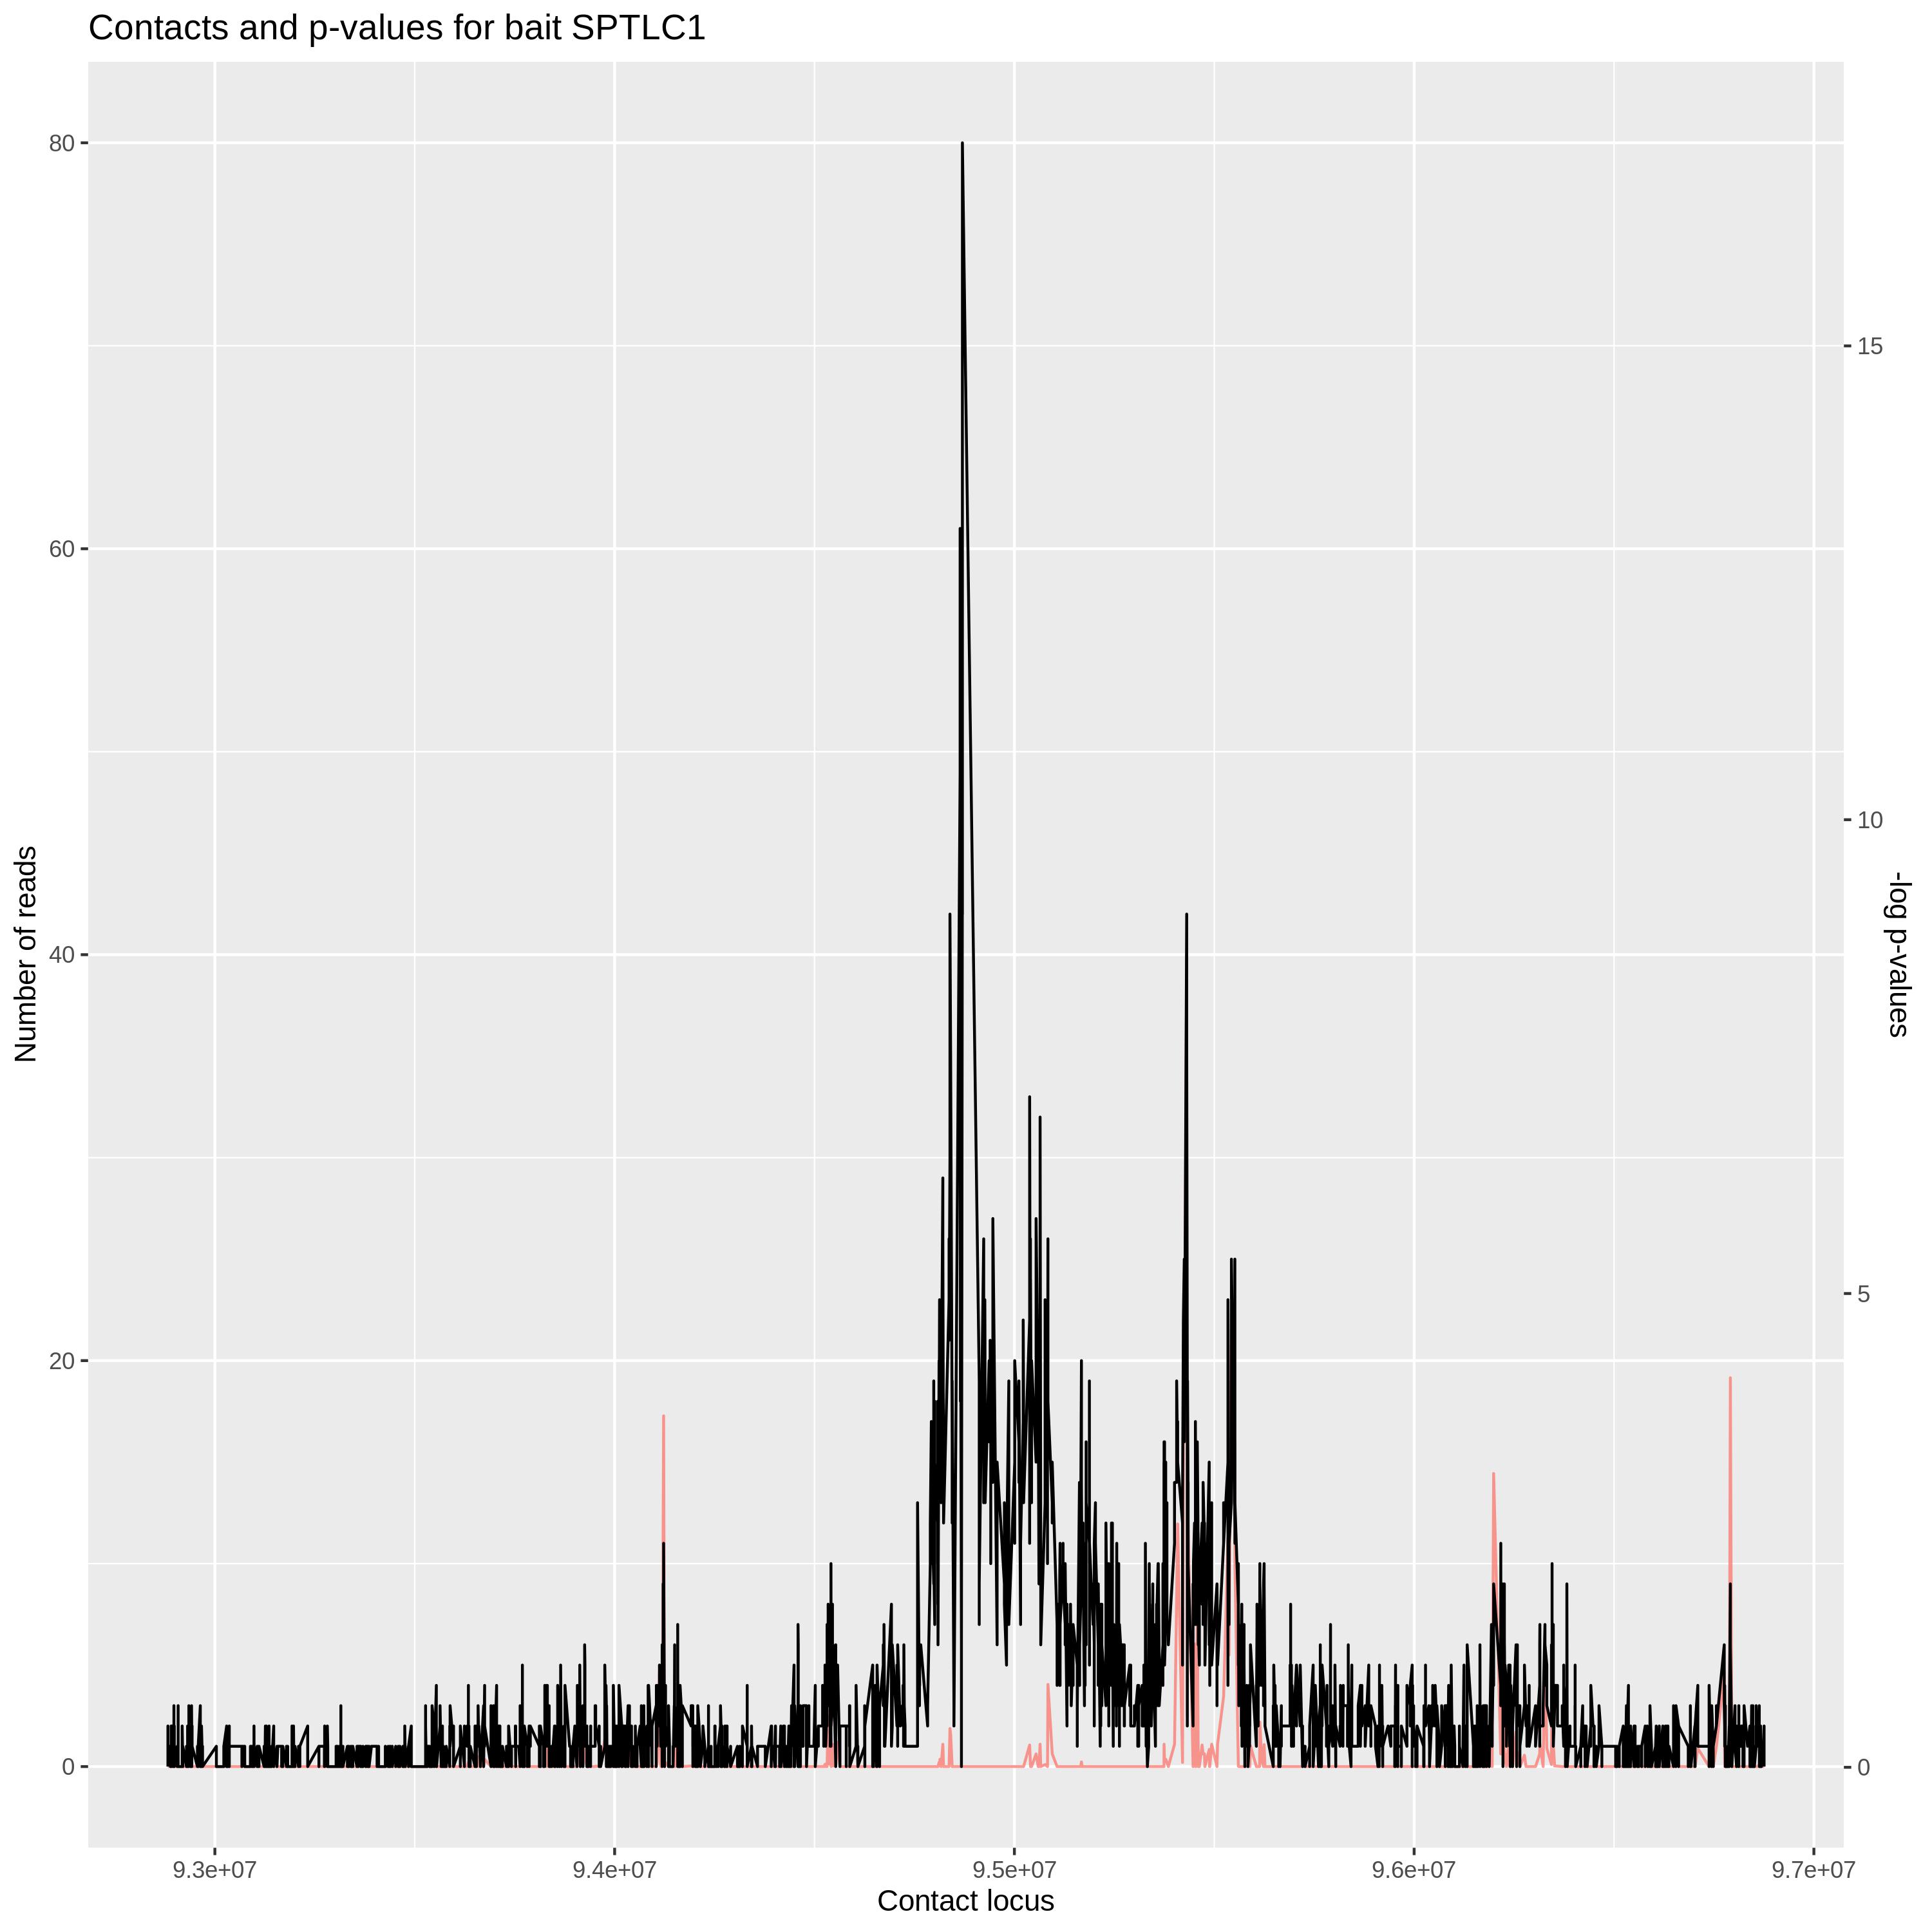 Contacts and p-values for bait SPTLC1
80
60
40
20
0
Number of reads
15
10
5
0
-log p-values
9.3e+07
9.4e+07
9.5e+07
9.6e+07
9.7e+07
Contact locus